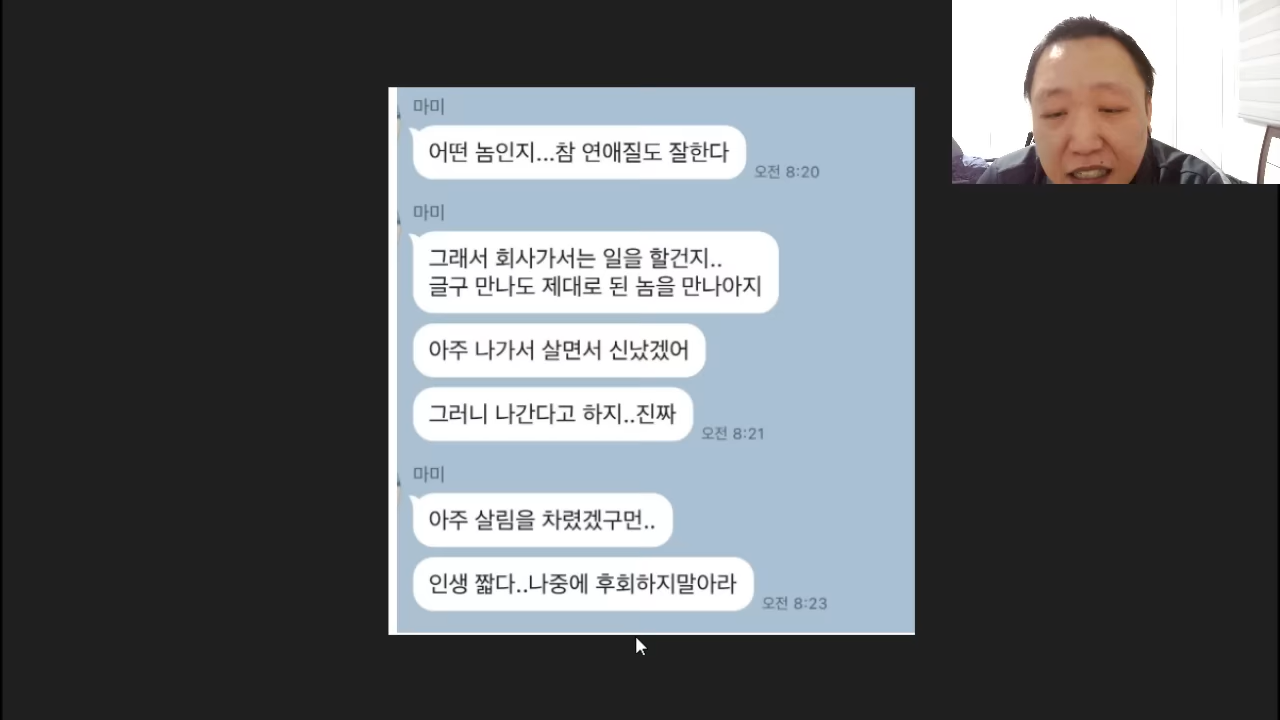 마미
어떤 놈인지...참 연애질도 잘한다
오전 8:20
마미
그래서 회사가서는 일을 할건지..
글구 만나도 제대로 된 놈을 만나아지
아주 나가서 살면서 신났겠어
그러니 나간다고 하지..진짜
오전 8:21
마미
아주 살림을 차렸겠구먼..
인생 짧다..나중에 후회하지말아라
오전 8:23